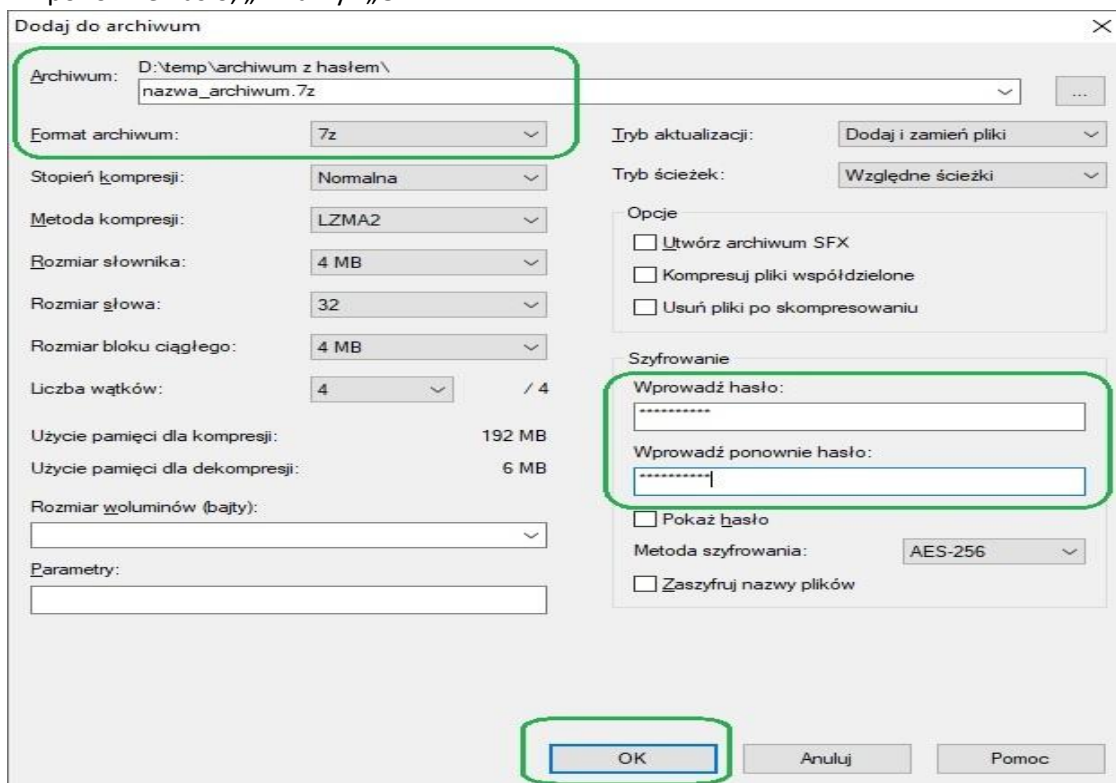 Dodaj do archiwum
Archiwum:
D:\temp\archiwum z hasłem\
nazwa_archiwum.7z
...
Format archiwum: 7z
Tryb aktualizacji: Dodaj i zamień pliki
Stopień kompresji: Normalna
Tryb ścieżek: Względne ścieżki
Metoda kompresji: LZMA2
Opcje
Utwórz archiwum SFX
Rozmiar słownika: 4 MB
Kompresuj pliki współdzielone
Rozmiar słowa: 32
Usuń pliki po skompresowaniu
Rozmiar bloku ciągłego: 4 MB
Szyfrowanie
Liczba wątków: 4 / 4
Wprowadź hasło:
**********
Użycie pamięci dla kompresji: 192 MB
Wprowadź ponownie hasło:
Użycie pamięci dla dekompresji: 6 MB
**********
Rozmiar woluminów (bajty):
Pokaż hasło
Metoda szyfrowania: AES-256
Parametry:
Zaszyfruj nazwy plików
OK Anuluj Pomoc